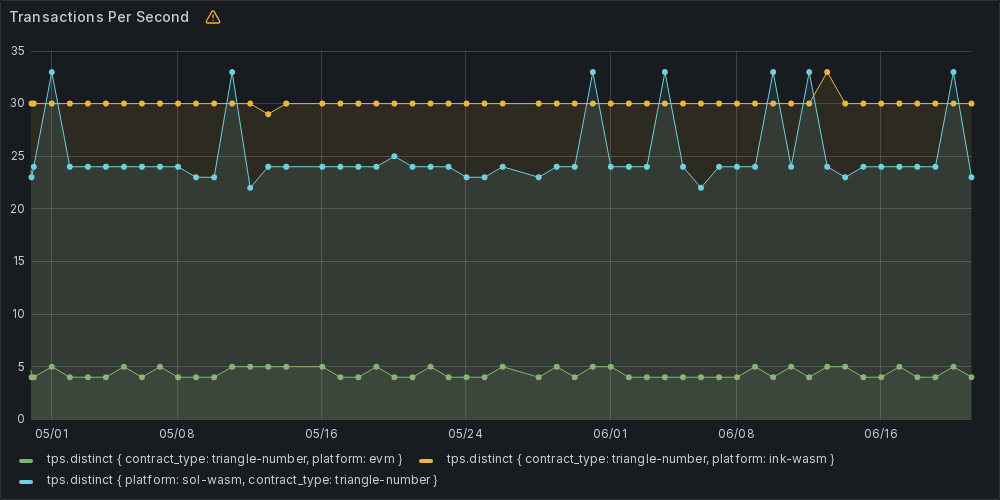 Transactions Per Second
35
30
25
20
15
10
5
0
05/01 05/08 05/16 05/24 06/01 06/08 06/16
tps.distinct { contract_type: triangle-number, platform: evm } tps.distinct { contract_type: triangle-number, platform: ink-wasm }
tps.distinct { platform: sol-wasm, contract_type: triangle-number }